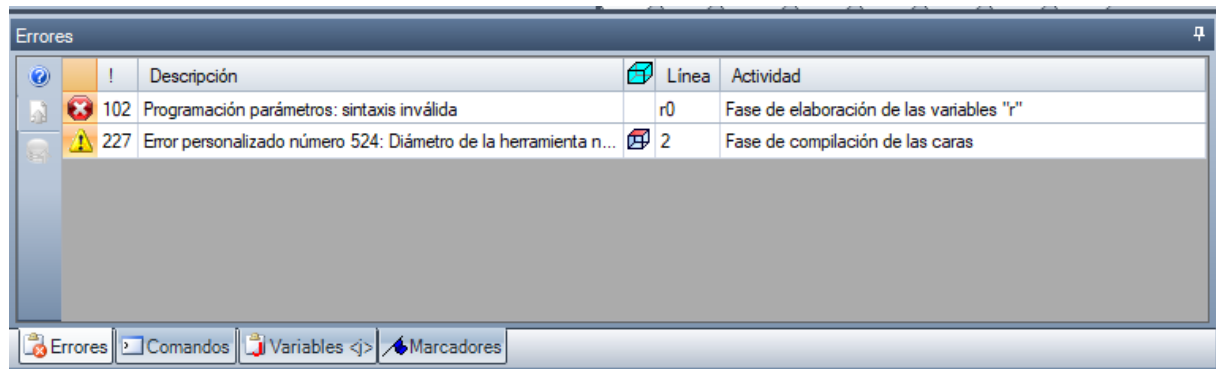 Errores
! Descripción Línea Actividad
102 Programación parámetros: sintaxis inválida r0 Fase de elaboración de las variables "r"
227 Error personalizado número 524: Diámetro de la herramienta n... 2 Fase de compilación de las caras
Errores Comandos Variables <j> Marcadores